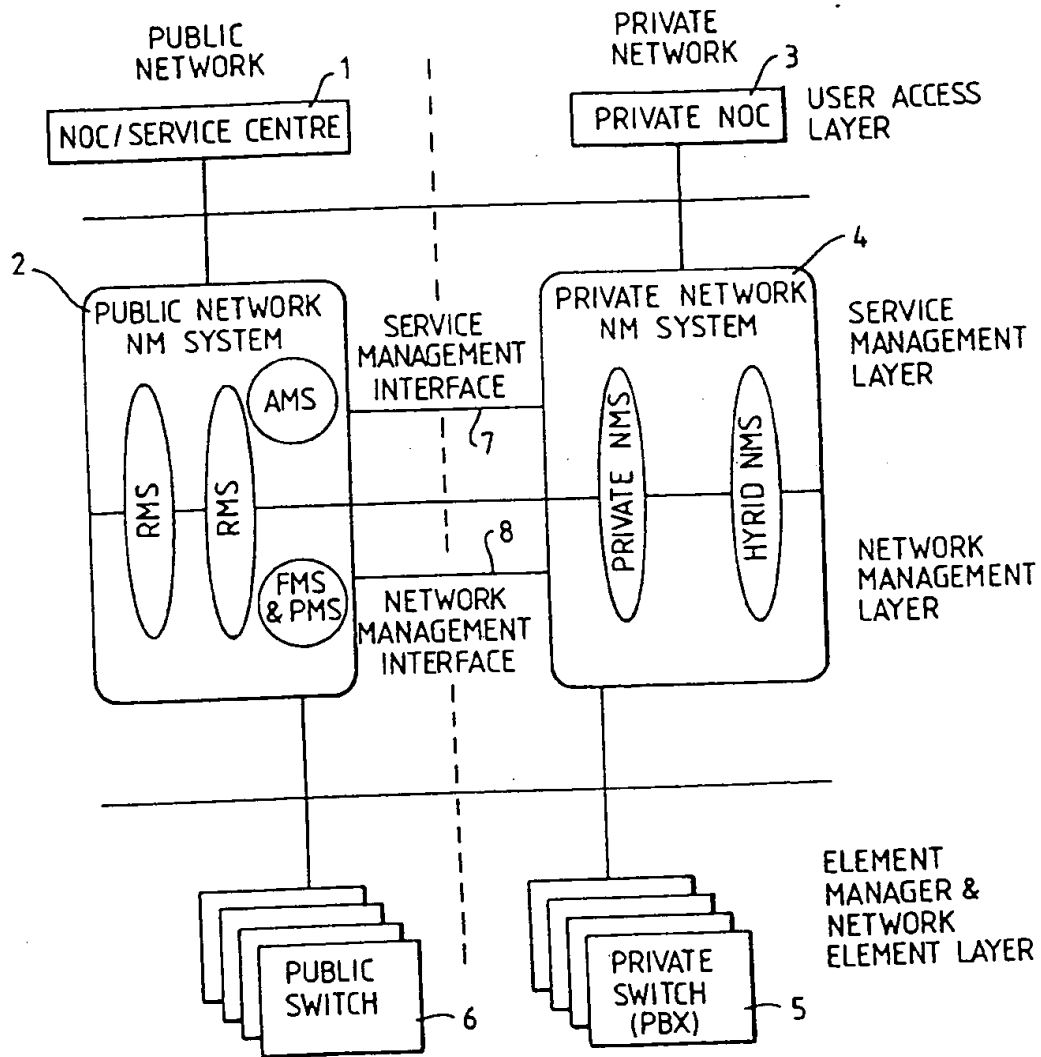 PUBLIC
NETWORK
PRIVATE
NETWORK
1
3
NOC/SERVICE CENTRE
PRIVATE NOC
USER ACCESS
LAYER
2
4
PUBLIC NETWORK
NM SYSTEM
AMS
RMS
RMS
FMS
& PMS
SERVICE
MANAGEMENT
INTERFACE
7
8
NETWORK
MANAGEMENT
INTERFACE
PRIVATE NETWORK
NM SYSTEM
PRIVATE NMS
HYRID NMS
SERVICE
MANAGEMENT
LAYER
NETWORK
MANAGEMENT
LAYER
PUBLIC
SWITCH
6
PRIVATE
SWITCH
(PBX)
5
ELEMENT
MANAGER &
NETWORK
ELEMENT LAYER